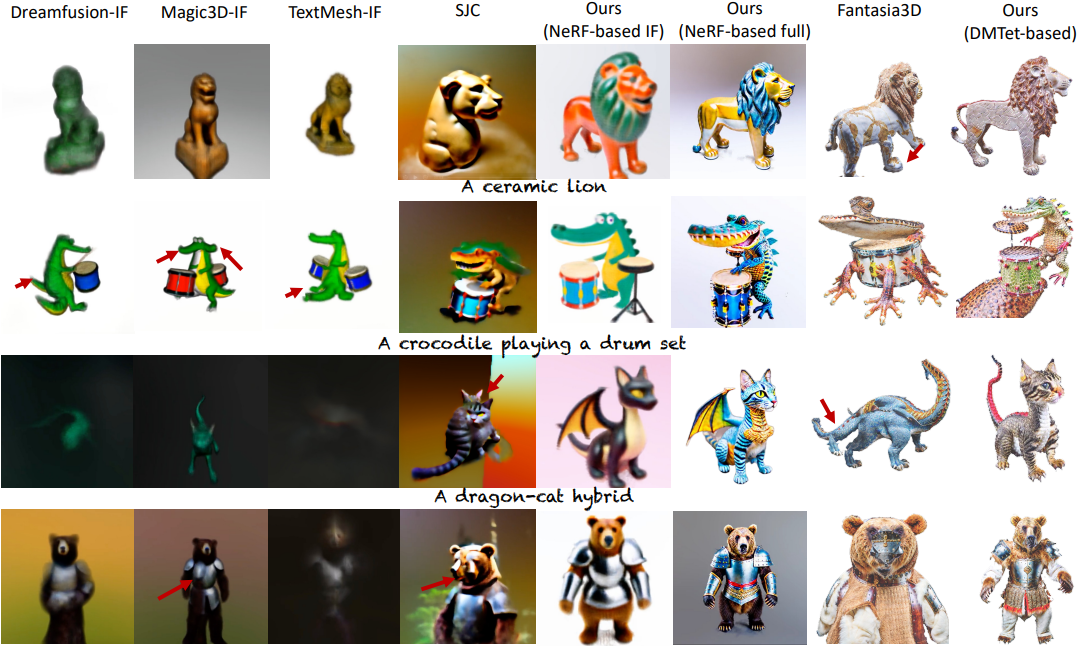 Dreamfusion-IF
Magic3D-IF
TextMesh-IF
SJC
Ours
(NeRF-based IF)
Ours
(NeRF-based full)
Fantasia3D
Ours
(DMTet-based)
A ceramic lion
A crocodile playing a drum set
A dragon-cat hybrid